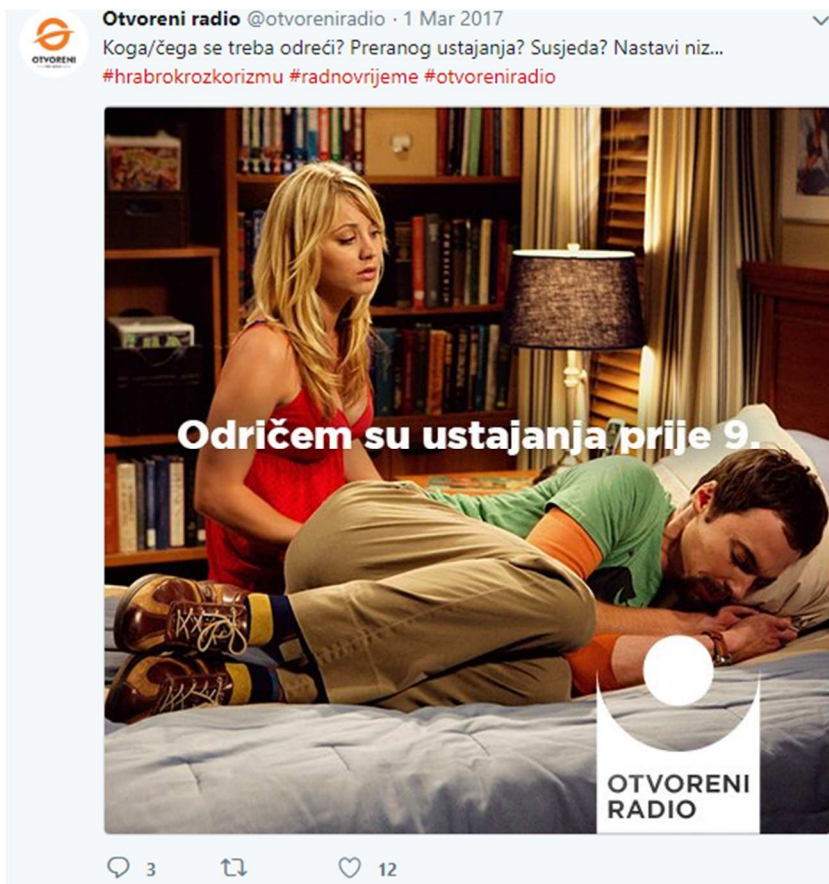 Otvoreni radio @otvoreniradio · 1 Mar 2017
Koga/čega se treba odreći? Preranog ustajanja? Susjeda? Nastavi niz...
#hrabrokrozkorizmu #radnovrijeme #otvoreniradio
OTVORENI
Odričem su ustajanja prije 9.
OTVORENI
RADIO
3
12